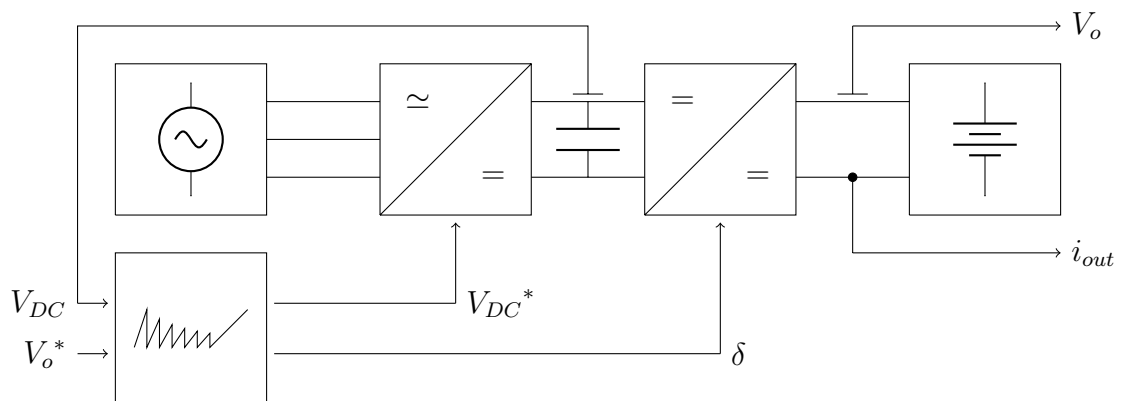 V_o
≃
=
=
=
i_out
V_DC
V_DC*
V_o*
δ